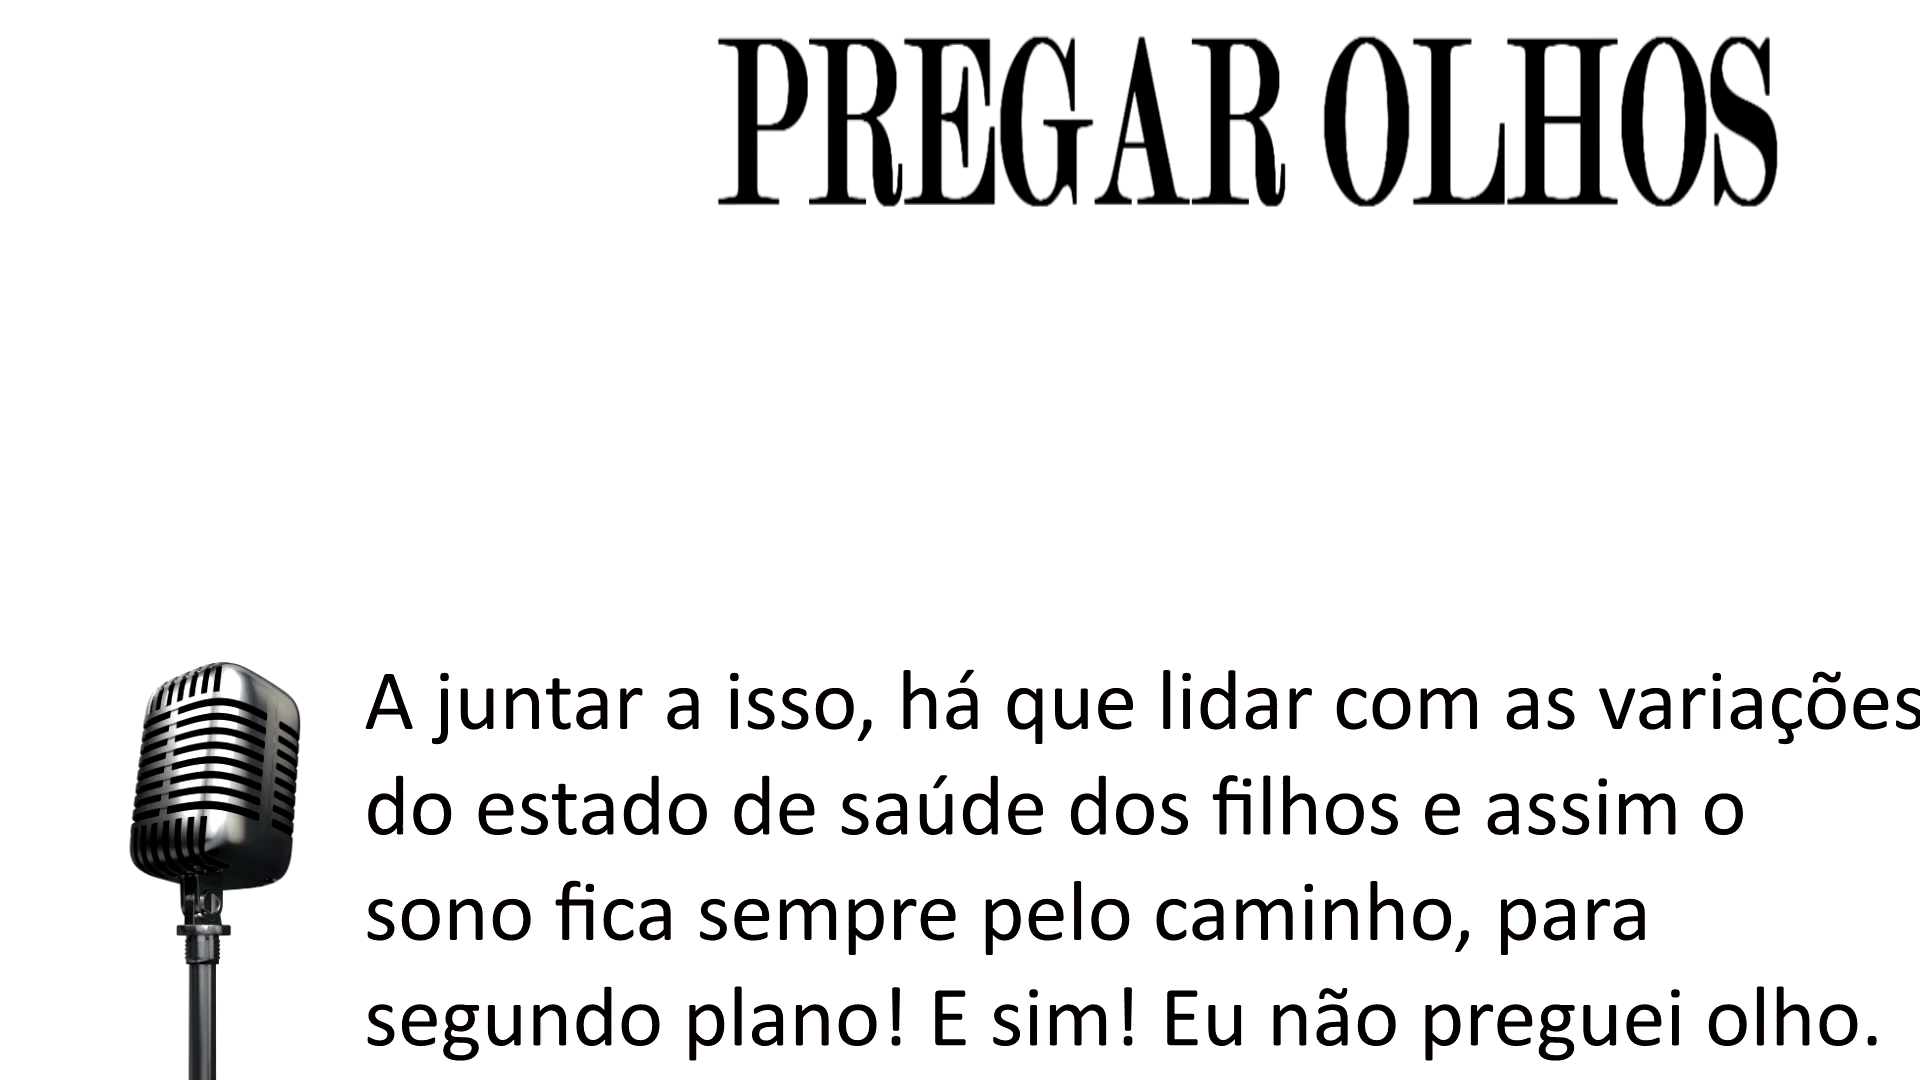 PREGAR OLHOS
A juntar a isso, há que lidar com as variações
do estado de saúde dos filhos e assim o
sono fica sempre pelo caminho, para
segundo plano! E sim! Eu não preguei olho.